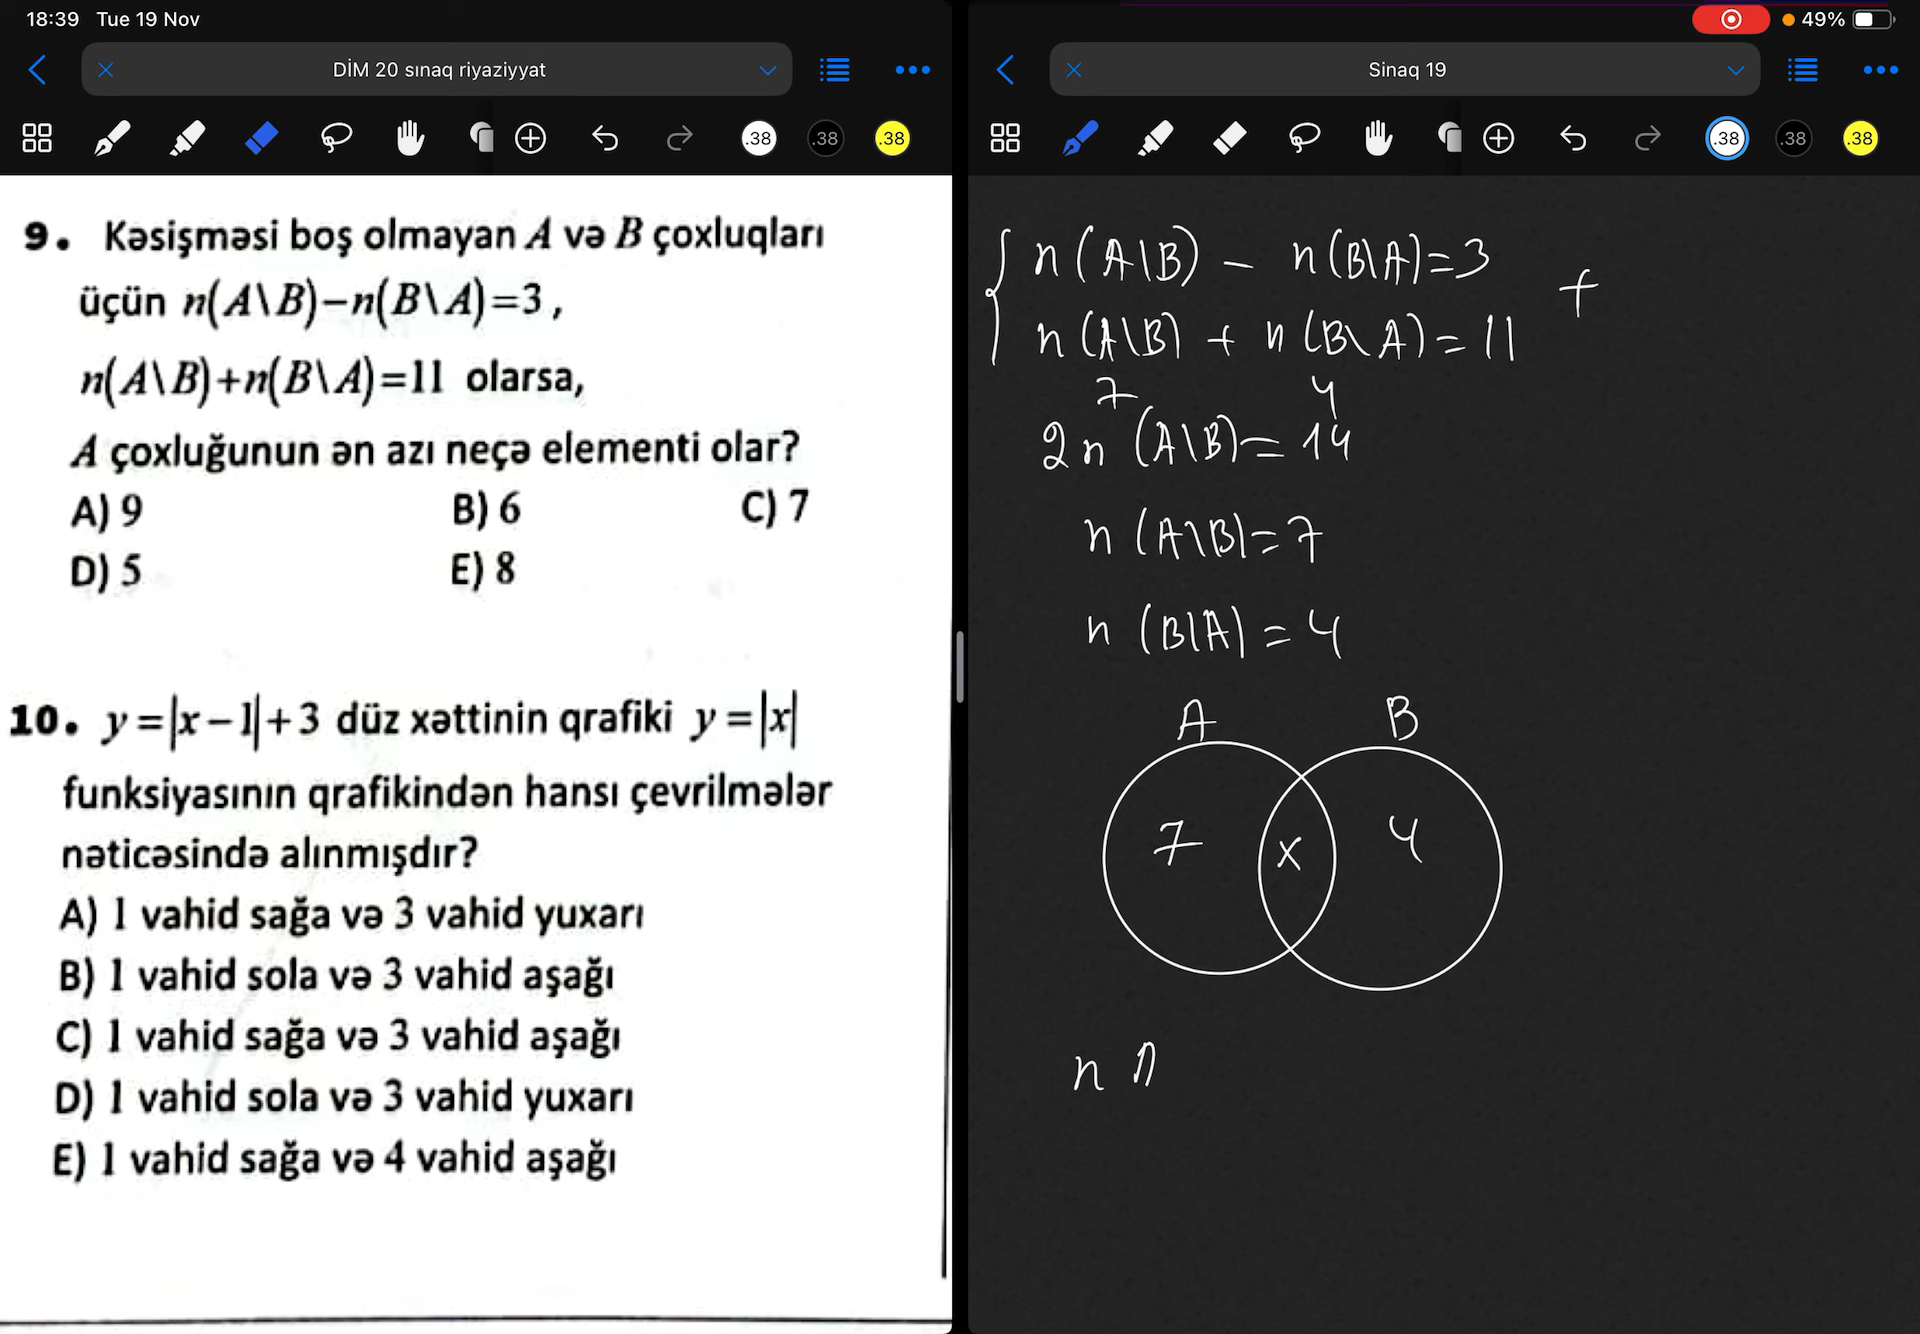 18:39 Tue 19 Nov
49%
DİM 20 sınaq riyaziyyat
Sinaq 19
.38 .38 .38
.38 .38 .38
9. Kəsişməsi boş olmayan A və B çoxluqları
üçün n(A\B)−n(B\A)=3,
n(A\B)+n(B\A)=11 olarsa,
A çoxluğunun ən azı neçə elementi olar?
A) 9 B) 6 C) 7
D) 5 E) 8
10. y=|x−1|+3 düz xəttinin qrafiki y=|x|
funksiyasının qrafikindən hansı çevrilmələr
nəticəsində alınmışdır?
A) 1 vahid sağa və 3 vahid yuxarı
B) 1 vahid sola və 3 vahid aşağı
C) 1 vahid sağa və 3 vahid aşağı
D) 1 vahid sola və 3 vahid yuxarı
E) 1 vahid sağa və 4 vahid aşağı
n(A\B) − n(B\A)=3
+
n(A\B) + n(B\A)=11
7 4
2n(A\B)=14
n(A\B)=7
n(B\A)=4
A B
7 x 4
n